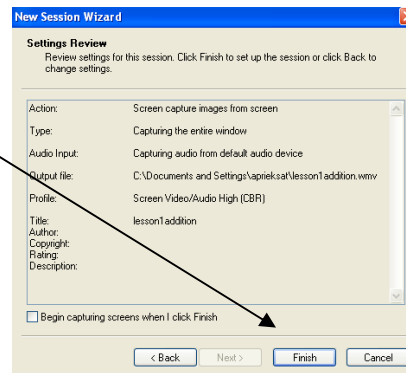 New Session Wizard
Settings Review
Review settings for this session. Click Finish to set up the session or click Back to
change settings.
Action: Screen capture images from screen
Type: Capturing the entire window
Audio Input: Capturing audio from default audio device
Output file: C:\Documents and Settings\aprieksat\lesson1addition.wmv
Profile: Screen Video/Audio High (CBR)
Title: lesson1addition
Author:
Copyright:
Rating:
Description:
Begin capturing screens when I click Finish
< Back Next > Finish Cancel